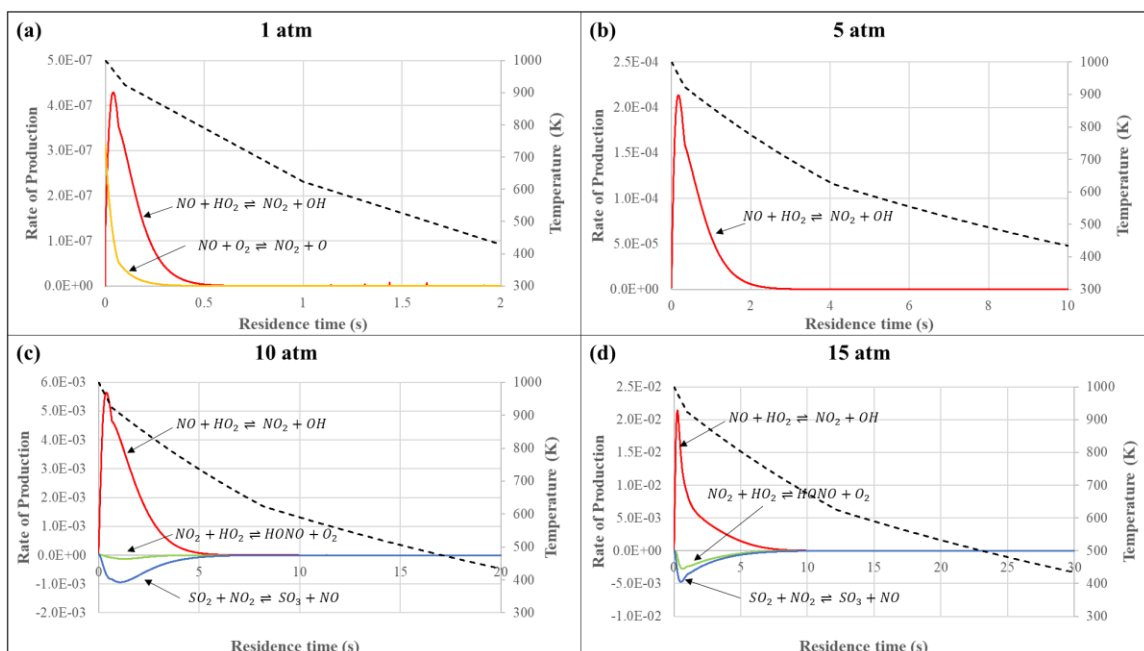 (a) 1 atm
5.0E-07
4.0E-07
3.0E-07
2.0E-07
1.0E-07
0.0E+00
Rate of Production
NO + HO₂ ⇌ NO₂ + OH
NO + O₂ ⇌ NO₂ + O
1000
900
800
700
600
500
400
300
Temperature (K)
0 0.5 1 1.5 2
Residence time (s)
(b) 5 atm
2.5E-04
2.0E-04
1.5E-04
1.0E-04
5.0E-05
0.0E+00
Rate of Production
NO + HO₂ ⇌ NO₂ + OH
1000
900
800
700
600
500
400
300
Temperature (K)
0 2 4 6 8 10
Residence time (s)
(c) 10 atm
6.0E-03
5.0E-03
4.0E-03
3.0E-03
2.0E-03
1.0E-03
0.0E+00
-1.0E-03
-2.0E-03
Rate of Production
NO + HO₂ ⇌ NO₂ + OH
NO₂ + HO₂ ⇌ HONO + O₂
SO₂ + NO₂ ⇌ SO₃ + NO
1000
900
800
700
600
500
400
300
Temperature (K)
0 5 10 15 20
Residence time (s)
(d) 15 atm
2.5E-02
2.0E-02
1.5E-02
1.0E-02
5.0E-03
0.0E+00
-5.0E-03
-1.0E-02
Rate of Production
NO + HO₂ ⇌ NO₂ + OH
NO₂ + HO₂ ⇌ HONO + O₂
SO₂ + NO₂ ⇌ SO₃ + NO
1000
900
800
700
600
500
400
300
Temperature (K)
0 5 10 15 20 25 30
Residence time (s)